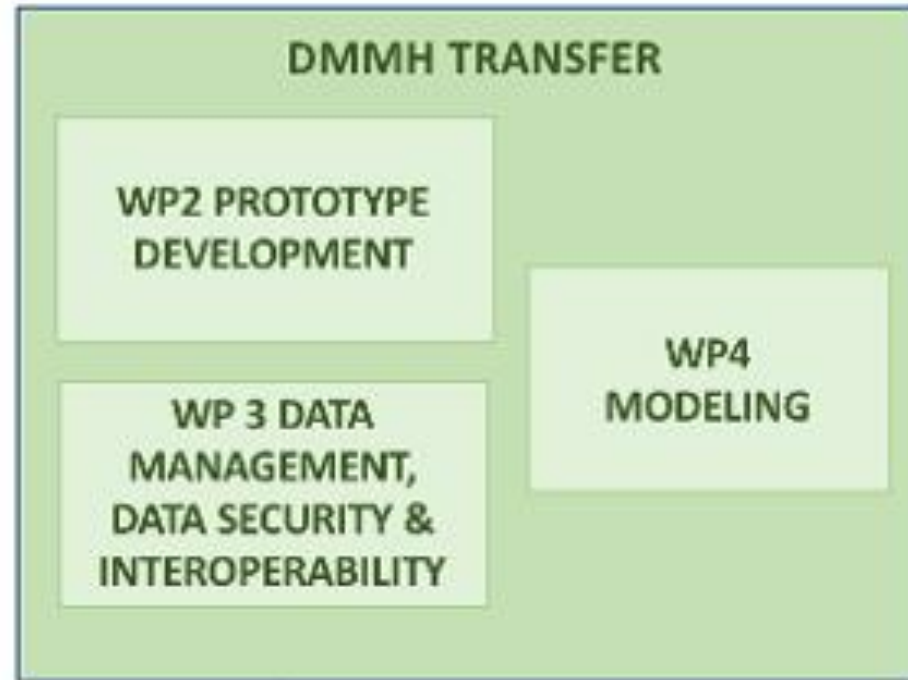 DMMH TRANSFER
WP2 PROTOTYPE
DEVELOPMENT
WP 3 DATA
MANAGEMENT,
DATA SECURITY &
INTEROPERABILITY
WP4
MODELING